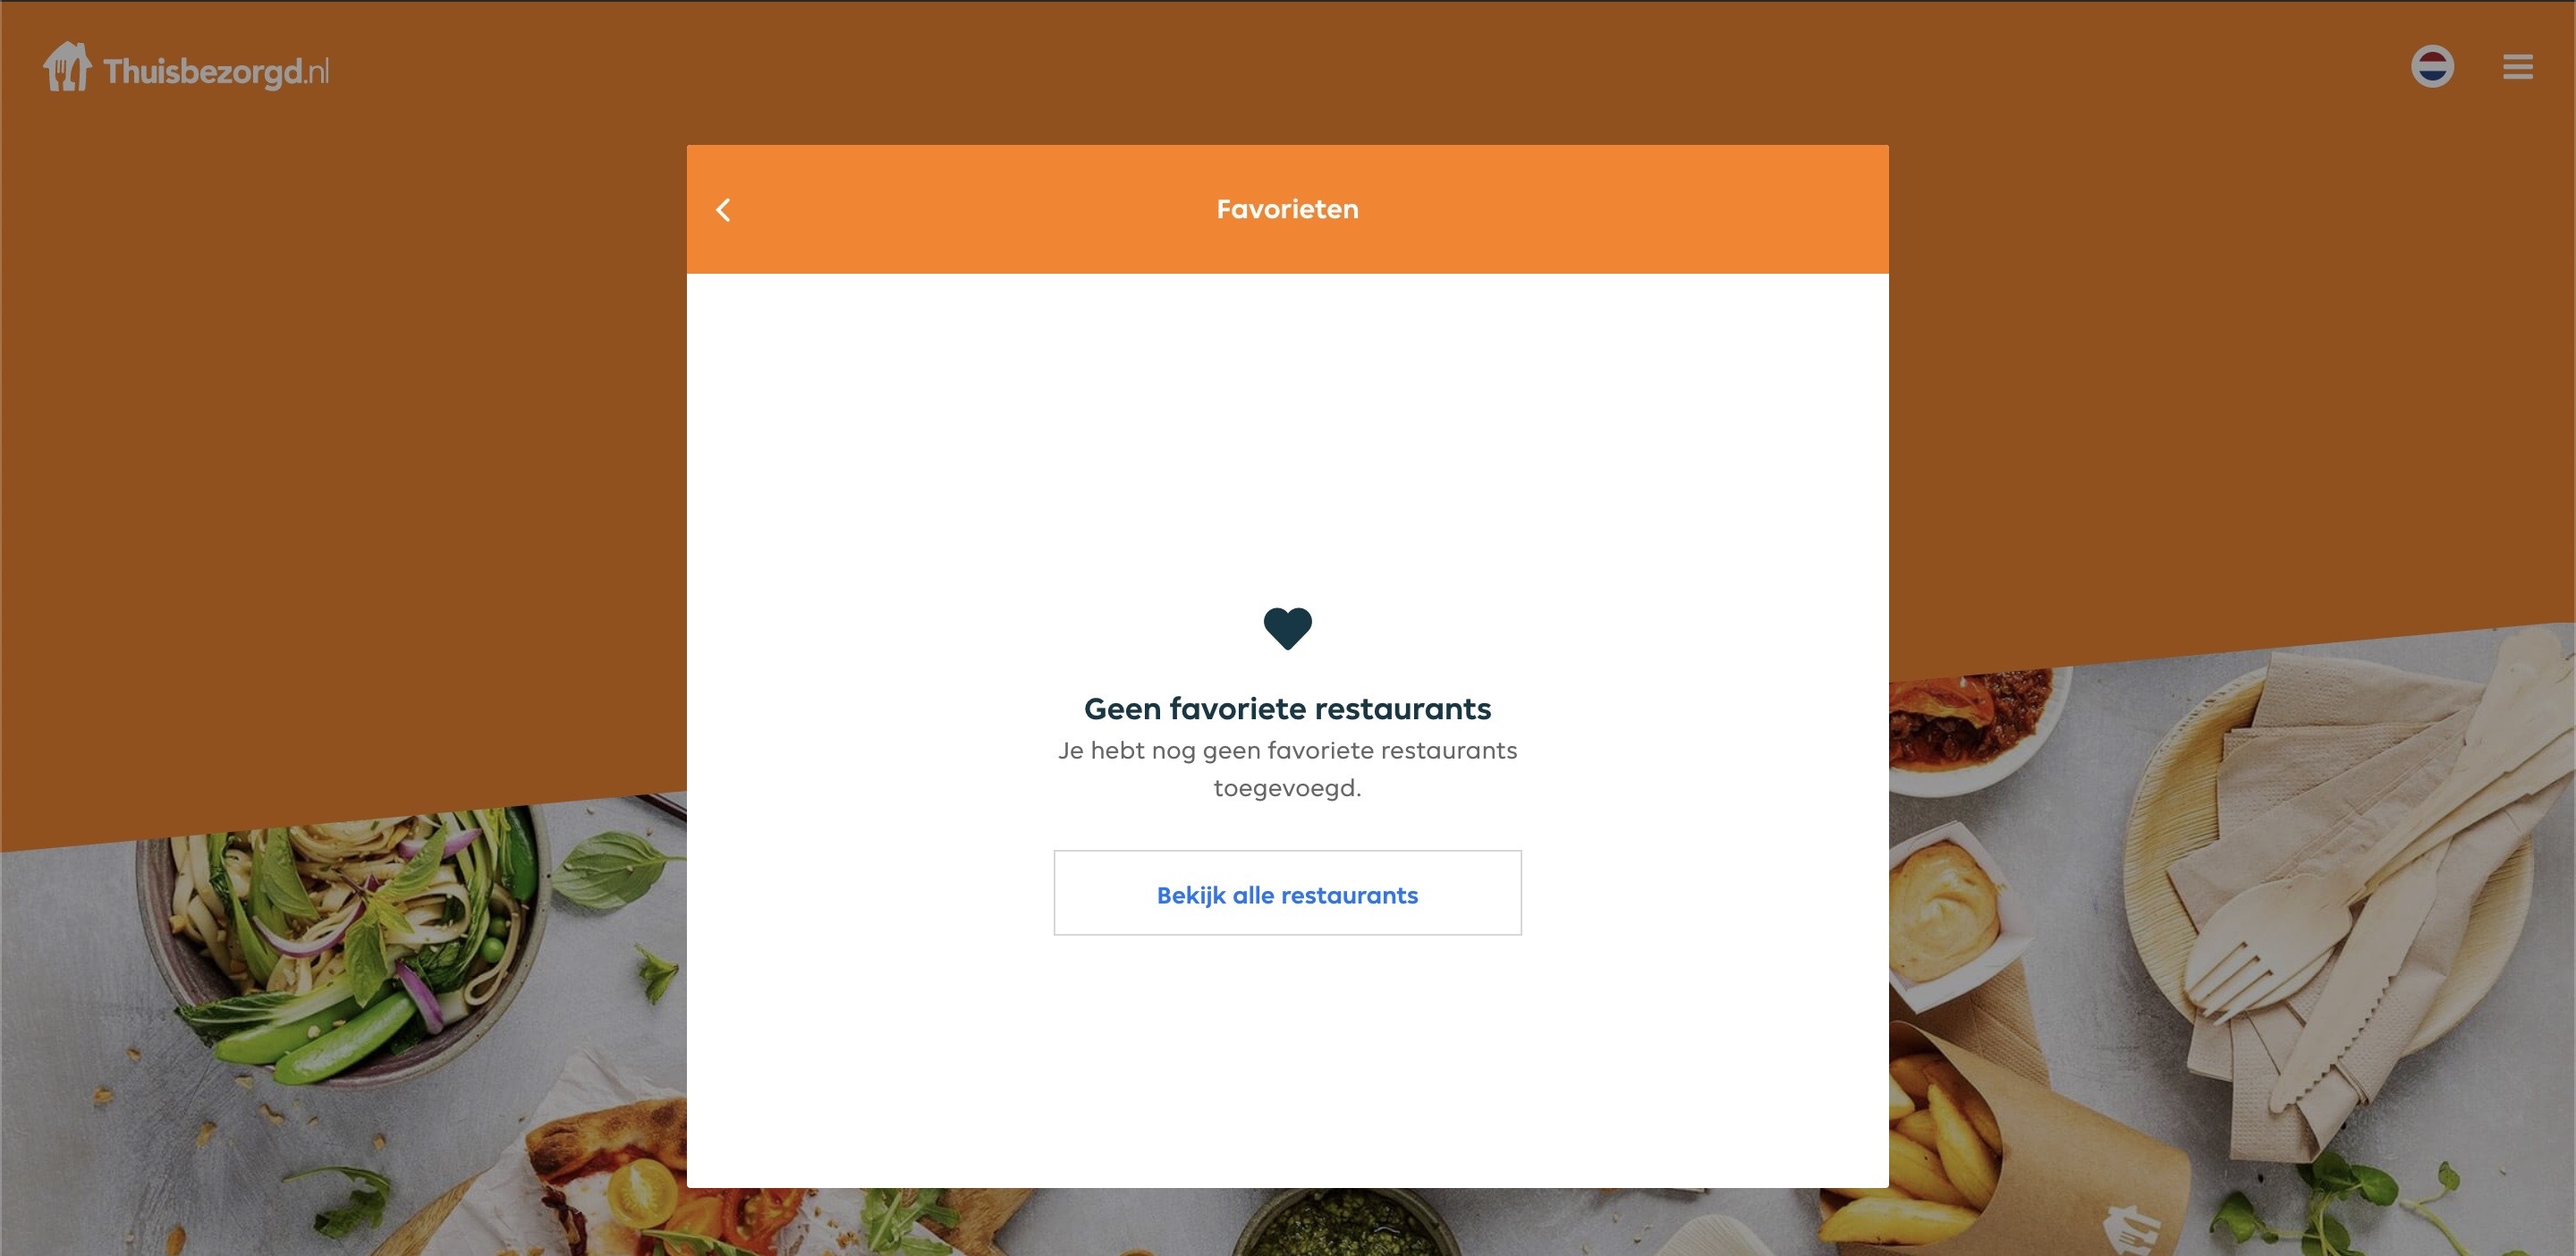 Thuisbezorgd.nl
Favorieten
Geen favoriete restaurants
Je hebt nog geen favoriete restaurants
toegevoegd.
Bekijk alle restaurants